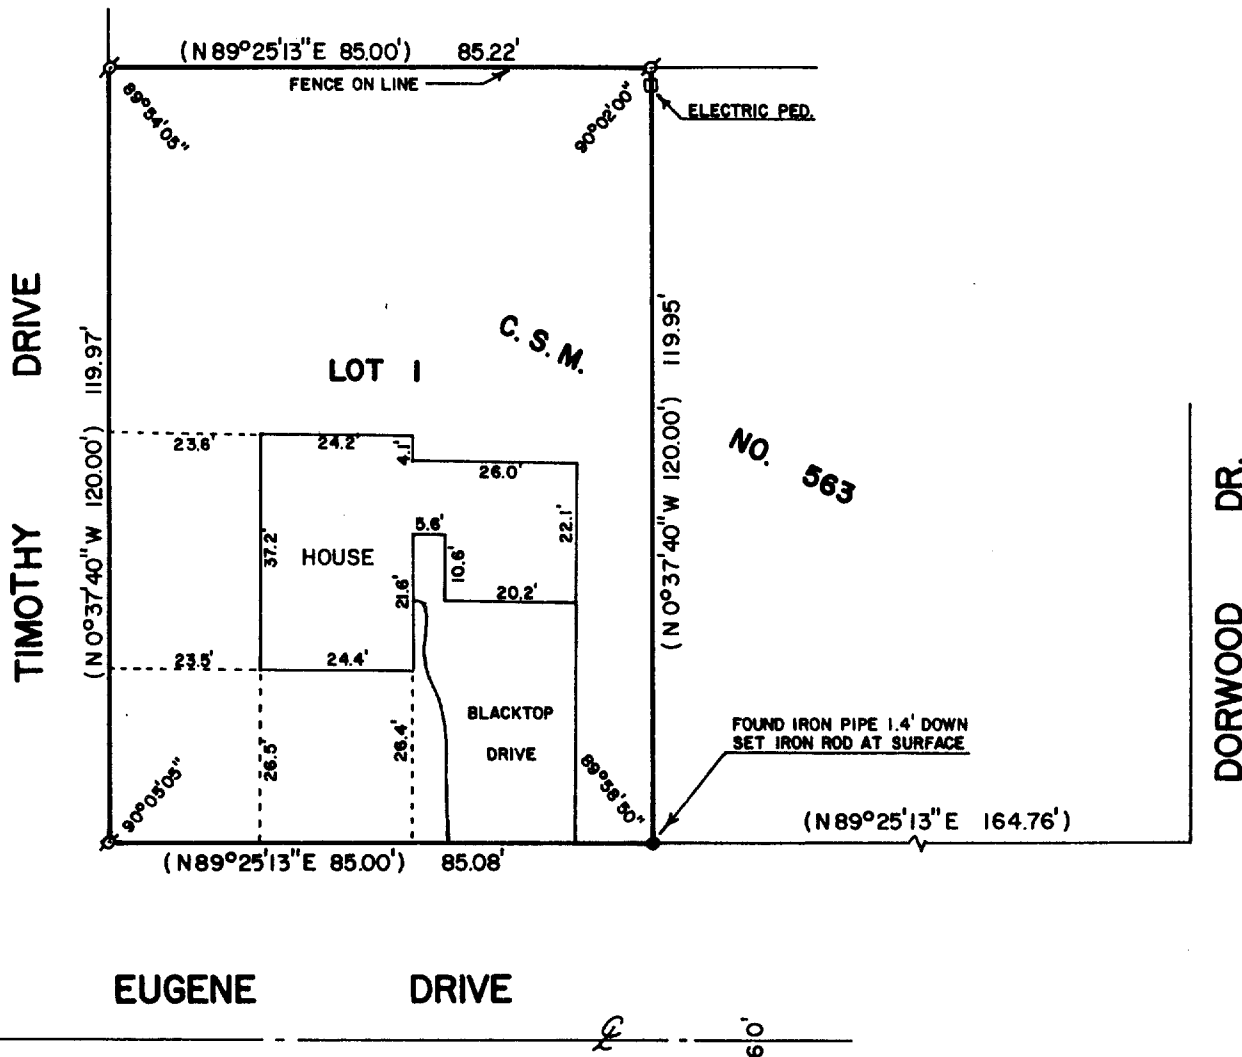 (N 89°25'13" E 85.00') 85.22'
FENCE ON LINE
89°54'05"
90°02'00"
ELECTRIC PED.
TIMOTHY DRIVE
(N 0°37'40" W 120.00') 119.97'
LOT 1
C. S. M.
NO. 563
(N 0°37'40" W 120.00') 119.95'
DORWOOD DR.
23.6'
24.2'
4.1'
26.0'
37.2'
HOUSE
5.6'
10.6'
22.1'
21.6'
20.2'
23.5'
24.4'
26.5'
26.4'
BLACKTOP
DRIVE
90°05'05"
89°58'50"
FOUND IRON PIPE 1.4' DOWN
SET IRON ROD AT SURFACE
(N 89°25'13" E 164.76')
(N 89°25'13" E 85.00') 85.08'
EUGENE DRIVE
℄
60'